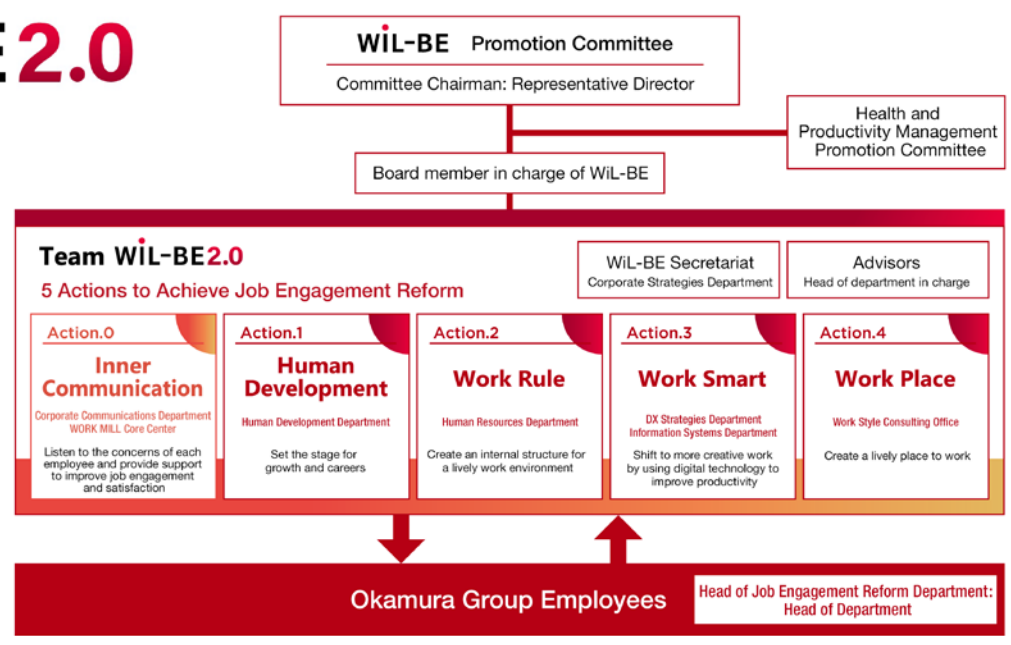 E 2.0
WiL-BE Promotion Committee
Committee Chairman: Representative Director
Health and
Productivity Management
Promotion Committee
Board member in charge of WiL-BE
Team WiL-BE2.0
5 Actions to Achieve Job Engagement Reform
WiL-BE Secretariat
Corporate Strategies Department
Advisors
Head of department in charge
Action.0
Inner
Communication
Corporate Communications Department
WORK MILL Core Center
Listen to the concerns of each
employee and provide support
to improve job engagement
and satisfaction
Action.1
Human
Development
Human Development Department
Set the stage for
growth and careers
Action.2
Work Rule
Human Resources Department
Create an internal structure for
a lively work environment
Action.3
Work Smart
DX Strategies Department
Information Systems Department
Shift to more creative work
by using digital technology to
improve productivity
Action.4
Work Place
Work Style Consulting Office
Create a lively place to work
Okamura Group Employees
Head of Job Engagement Reform Department:
Head of Department